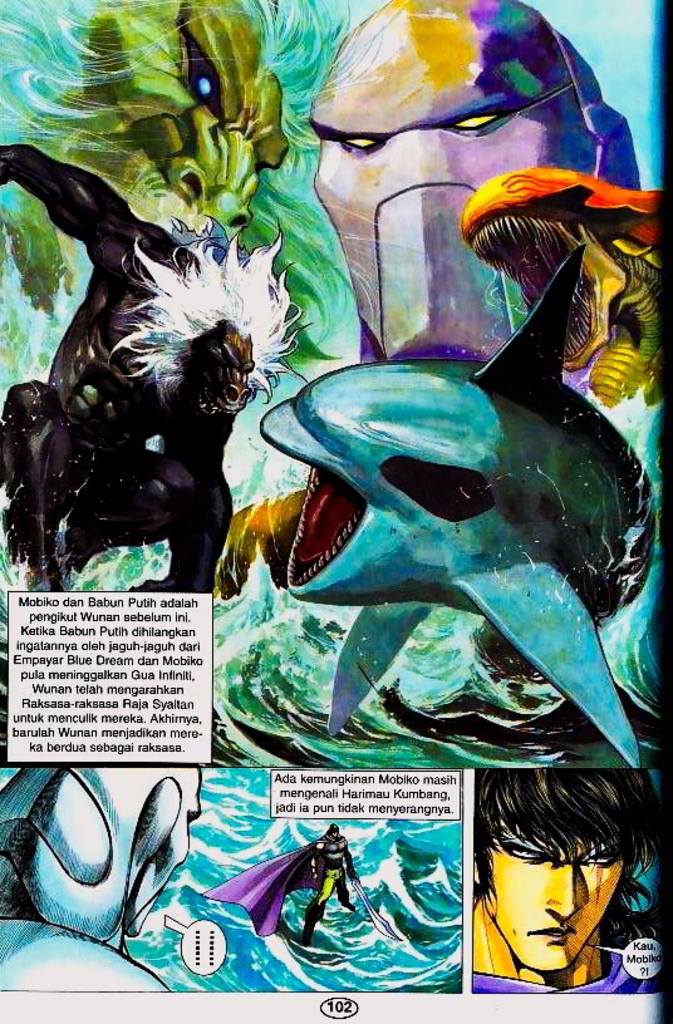 Mobiko dan Babun Putih adalah
pengikut Wunan sebelum ini.
Ketika Babun Putih dihilangkan
ingatannya oleh jaguh-jaguh dari
Empayar Blue Dream dan Mobiko
pula meninggalkan Gua Infiniti,
Wunan telah mengarahkan
Raksasa-raksasa Raja Syaitan
untuk menculik mereka. Akhirnya,
barulah Wunan menjadikan mere-
ka berdua sebagai raksasa.
Ada kemungkinan Mobiko masih
mengenali Harimau Kumbang,
jadi ia pun tidak menyerangnya.
Kau,
Mobiko
?!
102